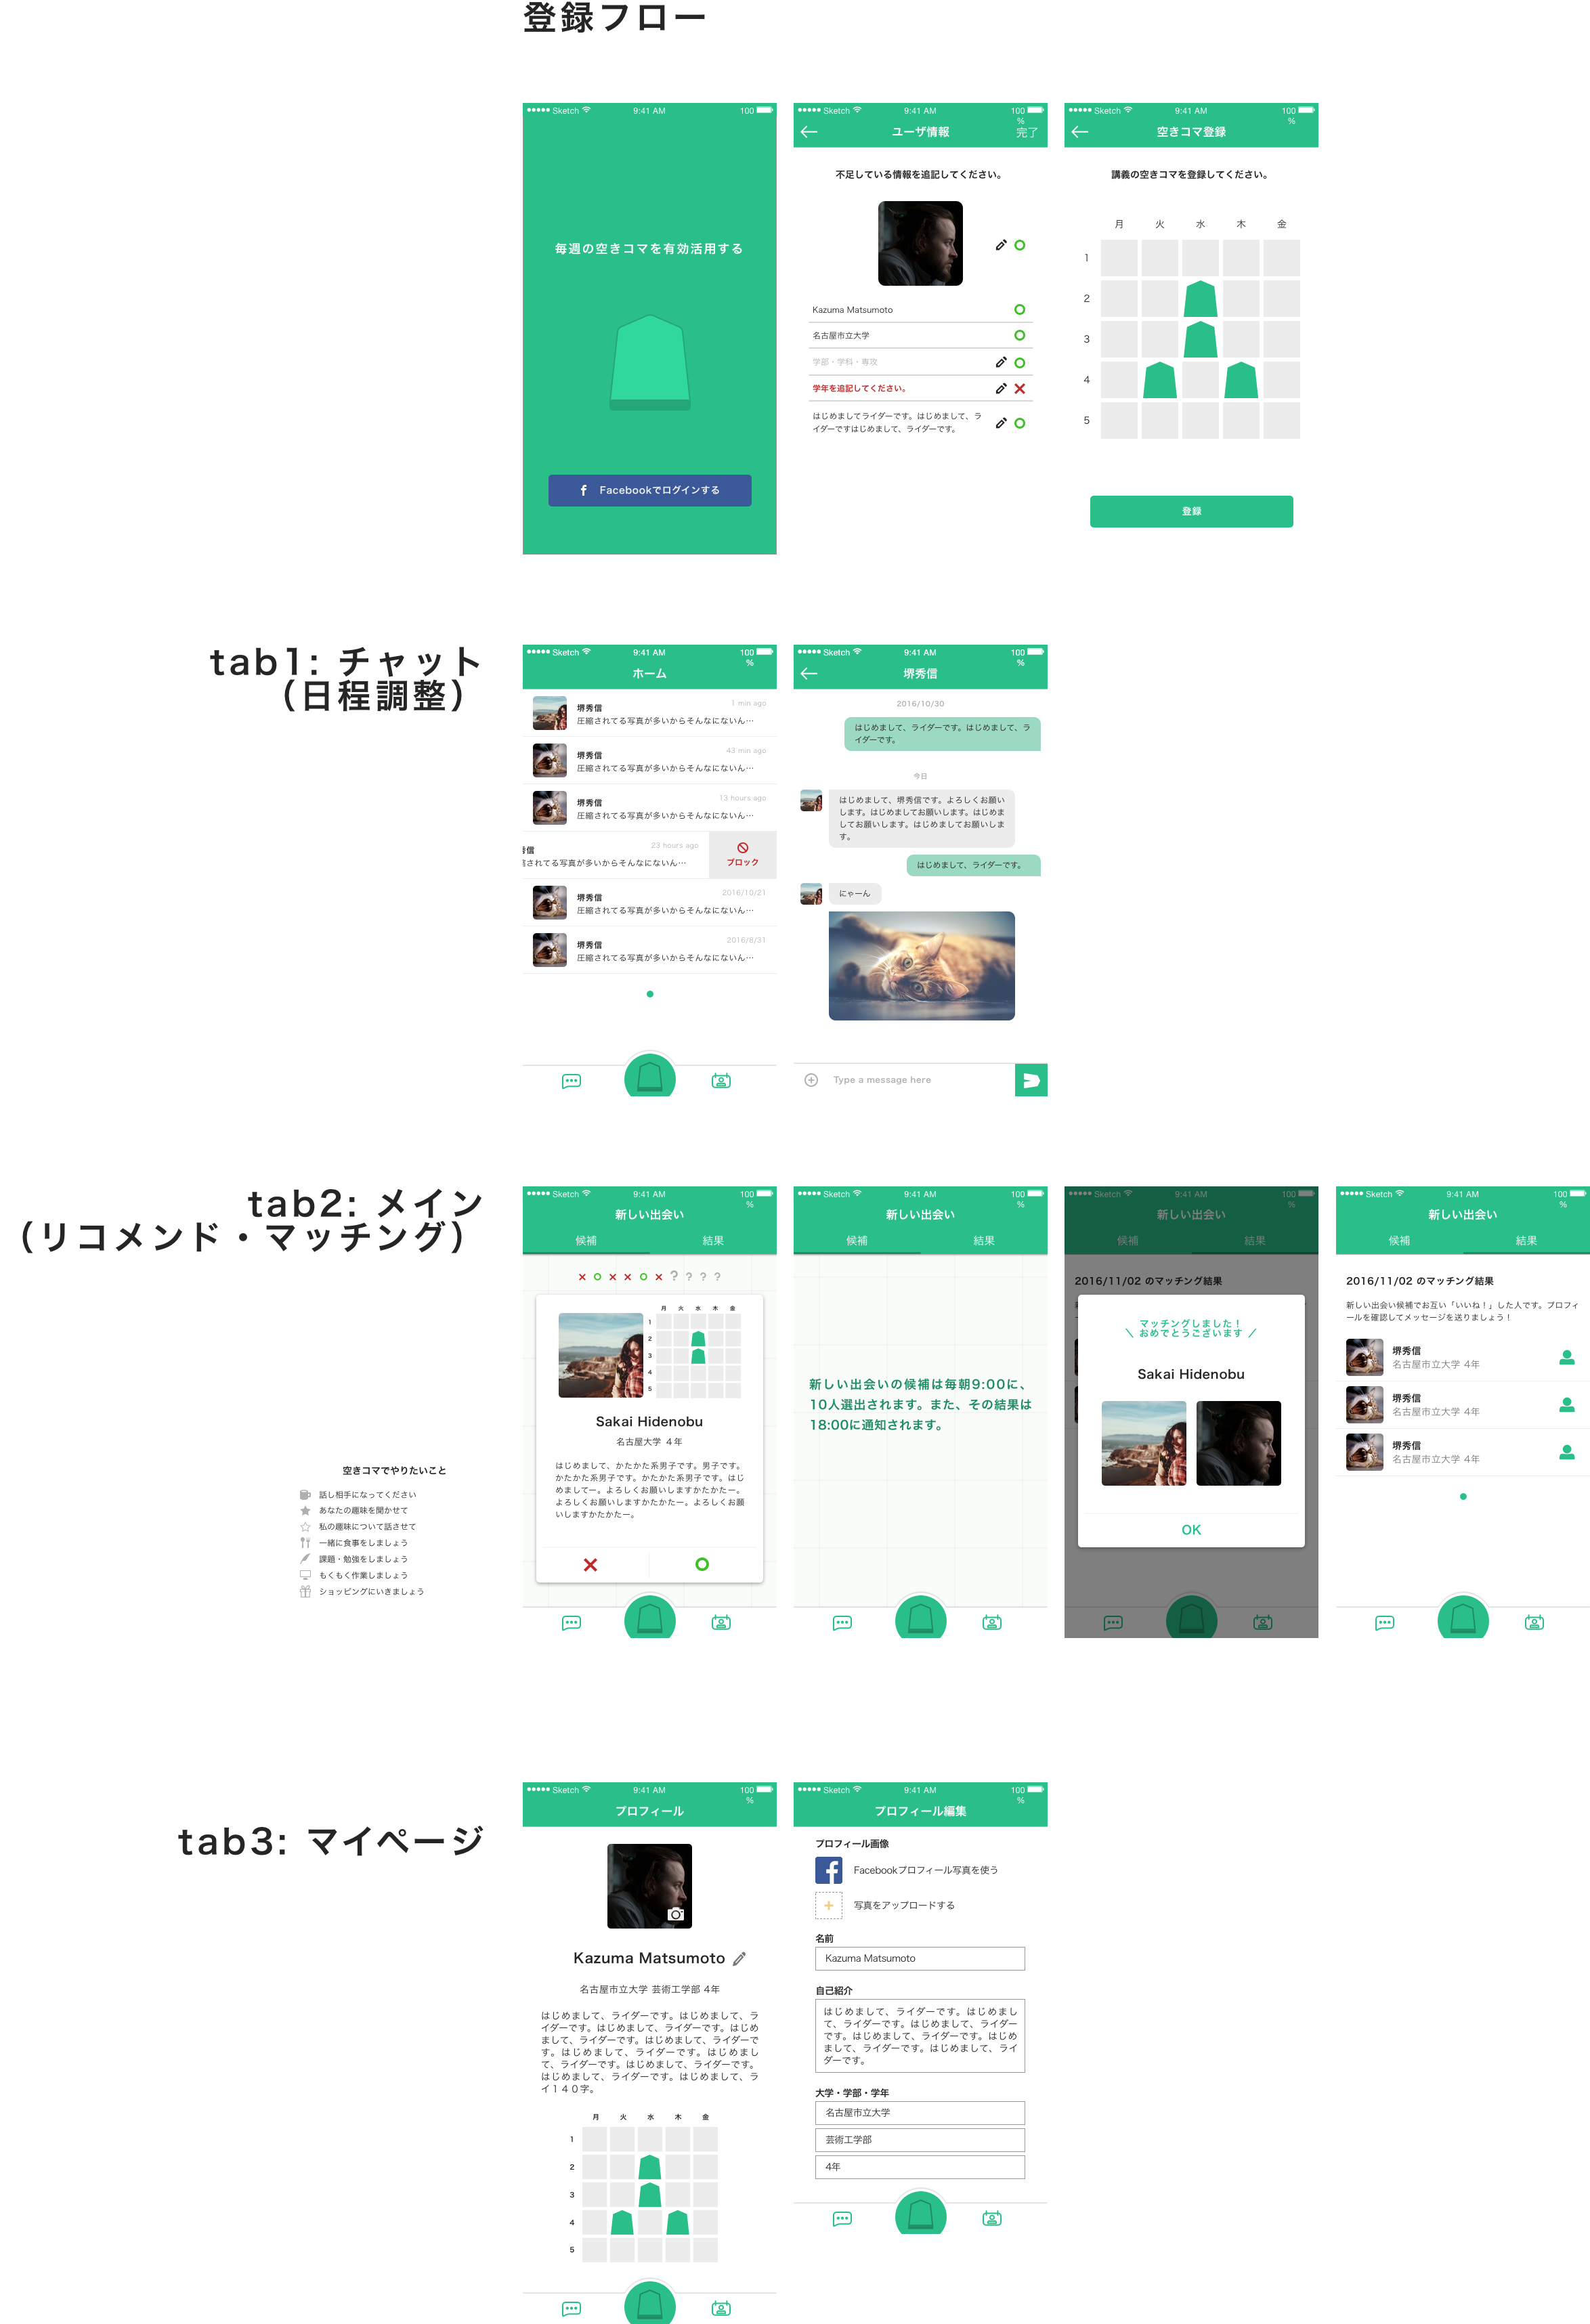 登録フロー
Sketch 9:41 AM 100
毎週の空きコマを有効活用する
f Facebookでログインする
Sketch 9:41 AM 100 %
ユーザ情報 完了
不足している情報を追記してください。
Kazuma Matsumoto
名古屋市立大学
学部・学科・専攻
学年を追記してください。
はじめましてライダーです。はじめまして、ラ
イダーですはじめまして、ライダーです。
Sketch 9:41 AM 100 %
空きコマ登録
講義の空きコマを登録してください。
月 火 水 木 金
1
2
3
4
5
登録
tab1: チャット
（日程調整）
Sketch 9:41 AM 100 %
ホーム
堺秀信 1 min ago
圧縮されてる写真が多いからそんなにないん…
堺秀信 43 min ago
圧縮されてる写真が多いからそんなにないん…
堺秀信 13 hours ago
圧縮されてる写真が多いからそんなにないん…
秀信 23 hours ago
されてる写真が多いからそんなにないん…
ブロック
堺秀信 2016/10/21
圧縮されてる写真が多いからそんなにないん…
堺秀信 2016/8/31
圧縮されてる写真が多いからそんなにないん…
Sketch 9:41 AM 100 %
堺秀信
2016/10/30
はじめまして、ライダーです。はじめまして、ラ
イダーです。
今日
はじめまして、堺秀信です。よろしくお願い
します。はじめましてお願いします。はじめま
してお願いします。はじめましてお願いしま
す。
はじめまして、ライダーです。
にゃーん
Type a message here
tab2: メイン
（リコメンド・マッチング）
空きコマでやりたいこと
話し相手になってください
あなたの趣味を聞かせて
私の趣味について話させて
一緒に食事をしましょう
課題・勉強をしましょう
もくもく作業しましょう
ショッピングにいきましょう
Sketch 9:41 AM 100 %
新しい出会い
候補 結果
? ? ? ?
月 火 水 木 金
1
2
3
4
5
Sakai Hidenobu
名古屋大学 4年
はじめまして、かたかた系男子です。男子です。
かたかた系男子です。かたかた系男子です。はじ
めましてー。よろしくお願いしますかたかたー。
よろしくお願いしますかたかたー。よろしくお願
いしますかたかたー。
Sketch 9:41 AM 100 %
新しい出会い
候補 結果
新しい出会いの候補は毎朝9:00に、
10人選出されます。また、その結果は
18:00に通知されます。
Sketch 9:41 AM 100 %
新しい出会い
候補 結果
2016/11/02 のマッチング結果
マッチングしました！
＼ おめでとうございます ／
Sakai Hidenobu
OK
Sketch 9:41 AM 100 %
新しい出会い
候補 結果
2016/11/02 のマッチング結果
新しい出会い候補でお互い「いいね！」した人です。プロフィ
ールを確認してメッセージを送りましょう！
堺秀信
名古屋市立大学 4年
堺秀信
名古屋市立大学 4年
堺秀信
名古屋市立大学 4年
tab3: マイページ
Sketch 9:41 AM 100 %
プロフィール
Kazuma Matsumoto
名古屋市立大学 芸術工学部 4年
はじめまして、ライダーです。はじめまして、ラ
イダーです。はじめまして、ライダーです。はじめ
まして、ライダーです。はじめまして、ライダーで
す。はじめまして、ライダーです。はじめまし
て、ライダーです。はじめまして、ライダーです。
はじめまして、ライダーです。はじめまして、ラ
イ１４０字。
月 火 水 木 金
1
2
3
4
5
Sketch 9:41 AM 100 %
プロフィール編集
プロフィール画像
Facebookプロフィール写真を使う
写真をアップロードする
名前
Kazuma Matsumoto
自己紹介
はじめまして、ライダーです。はじめまし
て、ライダーです。はじめまして、ライダー
です。はじめまして、ライダーです。はじめ
まして、ライダーです。はじめまして、ライ
ダーです。
大学・学部・学年
名古屋市立大学
芸術工学部
4年